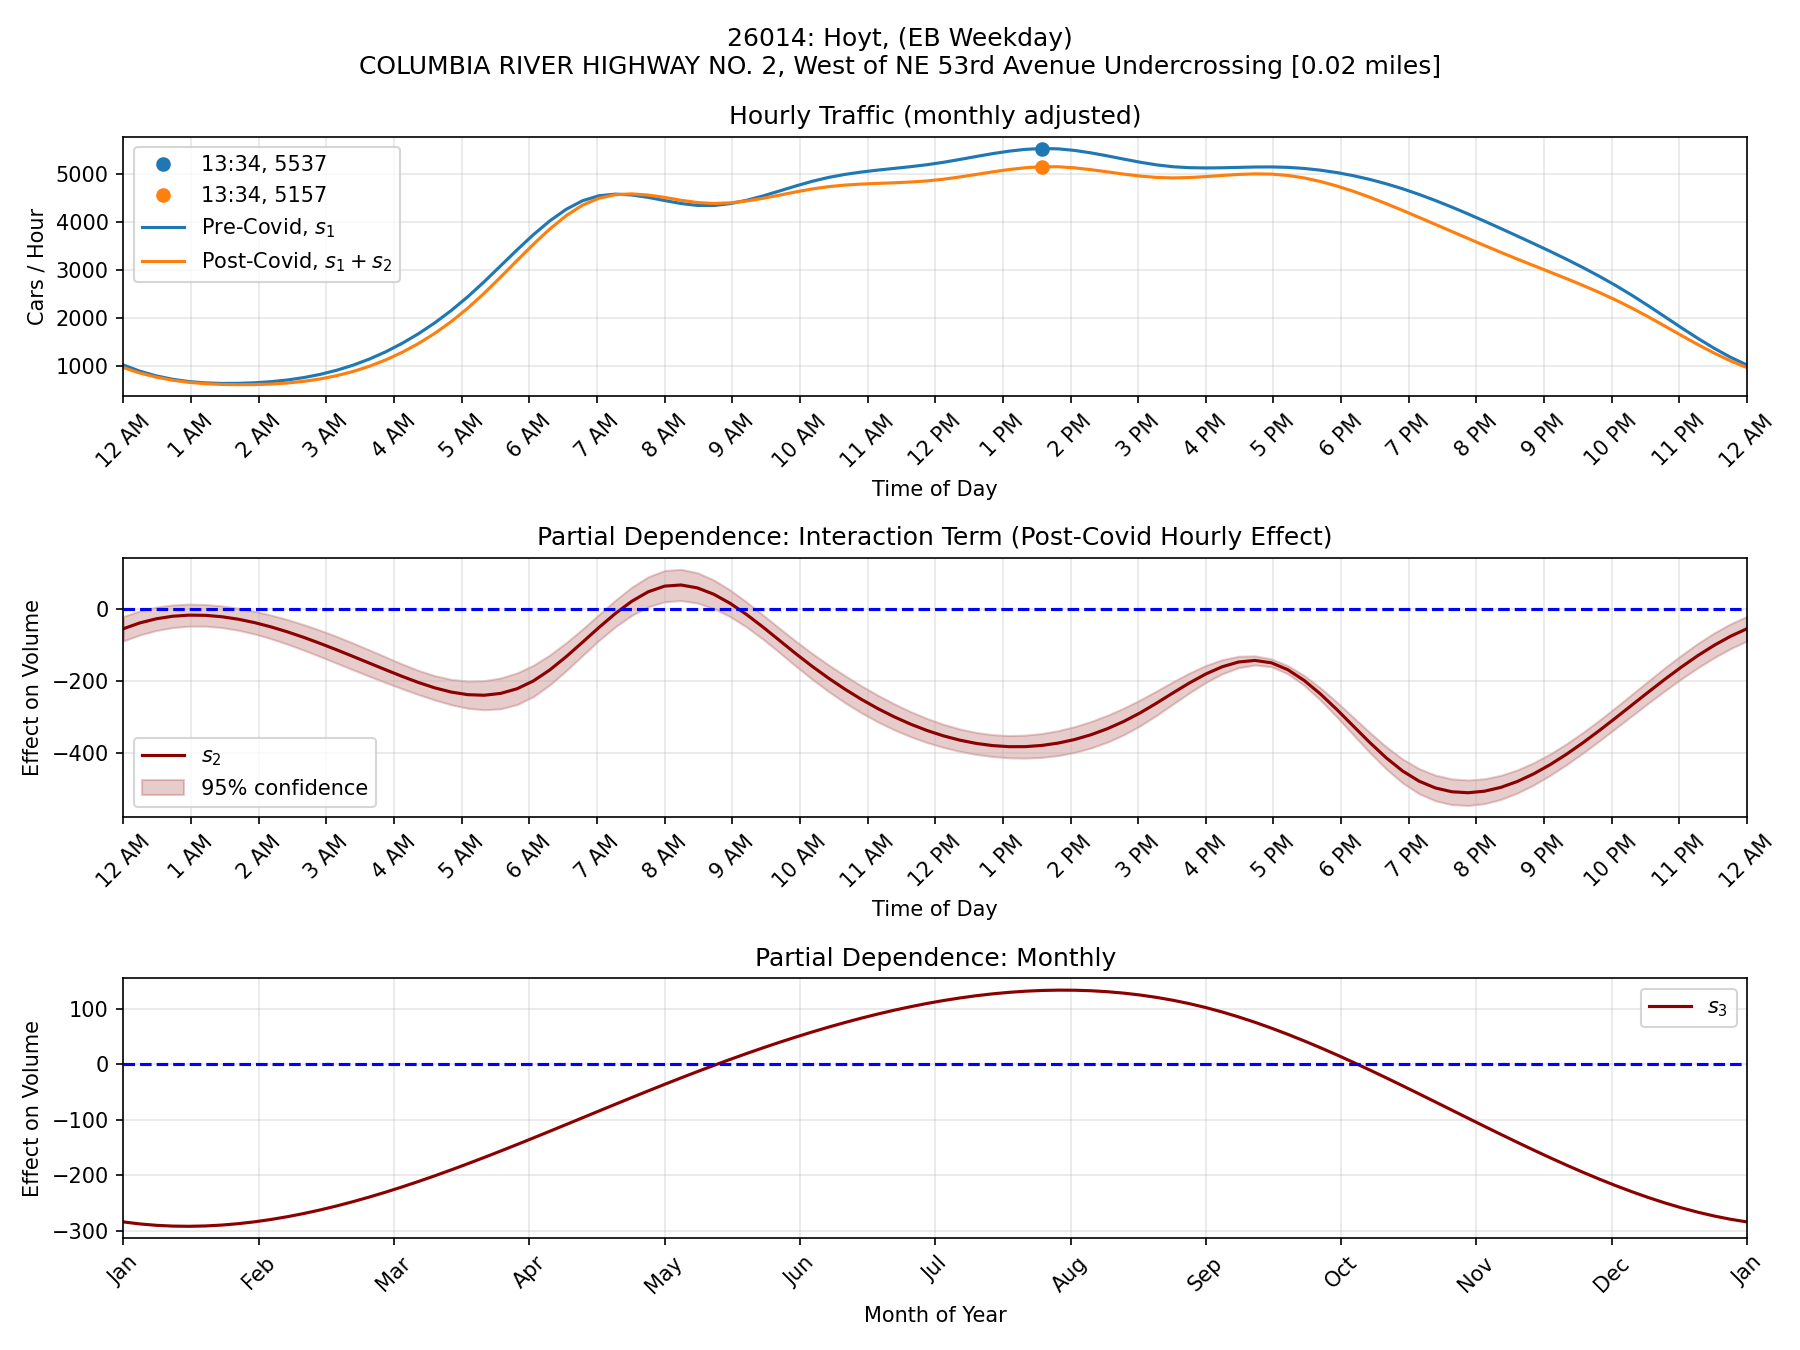 26014: Hoyt, (EB Weekday)
COLUMBIA RIVER HIGHWAY NO. 2, West of NE 53rd Avenue Undercrossing [0.02 miles]
Hourly Traffic (monthly adjusted)
Cars / Hour
5000
4000
3000
2000
1000
13:34, 5537
13:34, 5157
Pre-Covid, s₁
Post-Covid, s₁ + s₂
12 AM 1 AM 2 AM 3 AM 4 AM 5 AM 6 AM 7 AM 8 AM 9 AM 10 AM 11 AM 12 PM 1 PM 2 PM 3 PM 4 PM 5 PM 6 PM 7 PM 8 PM 9 PM 10 PM 11 PM 12 AM
Time of Day
Partial Dependence: Interaction Term (Post-Covid Hourly Effect)
Effect on Volume
0
−200
−400
s₂
95% confidence
12 AM 1 AM 2 AM 3 AM 4 AM 5 AM 6 AM 7 AM 8 AM 9 AM 10 AM 11 AM 12 PM 1 PM 2 PM 3 PM 4 PM 5 PM 6 PM 7 PM 8 PM 9 PM 10 PM 11 PM 12 AM
Time of Day
Partial Dependence: Monthly
Effect on Volume
100
0
−100
−200
−300
s₃
Jan Feb Mar Apr May Jun Jul Aug Sep Oct Nov Dec Jan
Month of Year